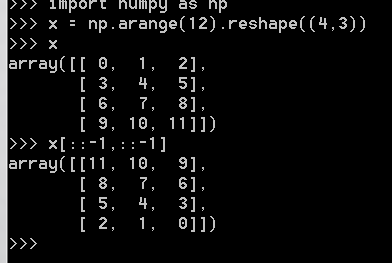 >>> import numpy as np
>>> x = np.arange(12).reshape((4,3))
>>> x
array([[ 0,  1,  2],
       [ 3,  4,  5],
       [ 6,  7,  8],
       [ 9, 10, 11]])
>>> x[::-1,::-1]
array([[11, 10,  9],
       [ 8,  7,  6],
       [ 5,  4,  3],
       [ 2,  1,  0]])
>>>